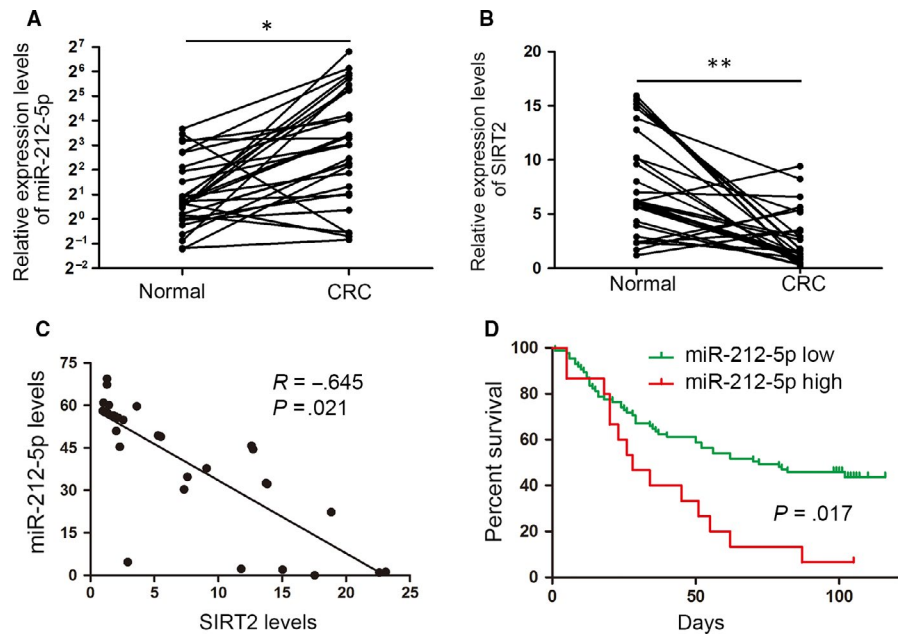 A
*
Relative expression levels
of miR-212-5p
2⁷
2⁶
2⁵
2⁴
2³
2²
2¹
2⁰
2⁻¹
2⁻²
Normal
CRC
B
**
Relative expression levels
of SIRT2
20
15
10
5
0
Normal
CRC
C
miR-212-5p levels
75
60
45
30
15
0
R = –.645
P = .021
0
5
10
15
20
25
SIRT2 levels
D
Percent survival
100
80
60
40
20
0
miR-212-5p low
miR-212-5p high
P = .017
0
50
100
Days